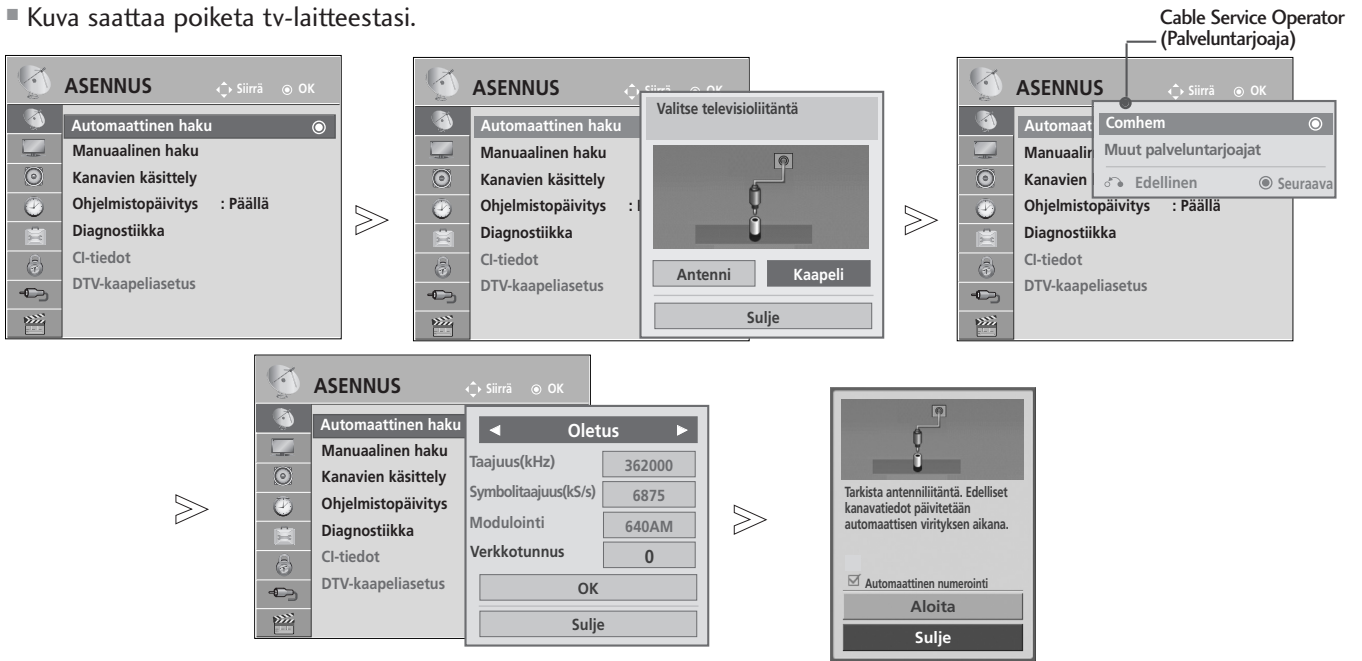 ■ Kuva saattaa poiketa tv-laitteestasi.
Cable Service Operator
(Palveluntarjoaja)
ASENNUS Siirrä OK
Automaattinen haku
Manuaalinen haku
Kanavien käsittely
Ohjelmistopäivitys : Päällä
Diagnostiikka
CI-tiedot
DTV-kaapeliasetus
ASENNUS Siirrä OK
Automaattinen haku
Manuaalinen haku
Kanavien käsittely
Ohjelmistopäivitys :
Diagnostiikka
CI-tiedot
DTV-kaapeliasetus
Valitse televisioliitäntä
Antenni Kaapeli
Sulje
ASENNUS Siirrä OK
Automaat
Manuaalin
Kanavien
Ohjelmistopäivitys : Päällä
Diagnostiikka
CI-tiedot
DTV-kaapeliasetus
Comhem
Muut palveluntarjoajat
Edellinen Seuraava
ASENNUS Siirrä OK
Automaattinen haku
Manuaalinen haku
Kanavien käsittely
Ohjelmistopäivitys
Diagnostiikka
CI-tiedot
DTV-kaapeliasetus
◄ Oletus ►
Taajuus(kHz) 362000
Symbolitaajuus(kS/s) 6875
Modulointi 640AM
Verkkotunnus 0
OK
Sulje
Tarkista antenniliitäntä. Edelliset
kanavatiedot päivitetään
automaattisen virityksen aikana.
Automaattinen numerointi
Aloita
Sulje